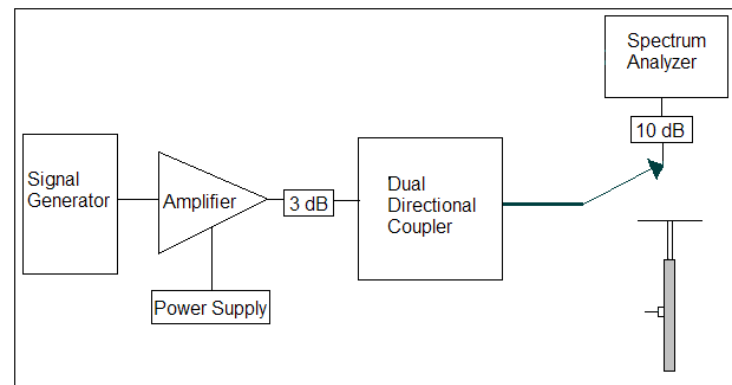 Signal
Generator
Amplifier
Power Supply
3 dB
Dual
Directional
Coupler
Spectrum
Analyzer
10 dB